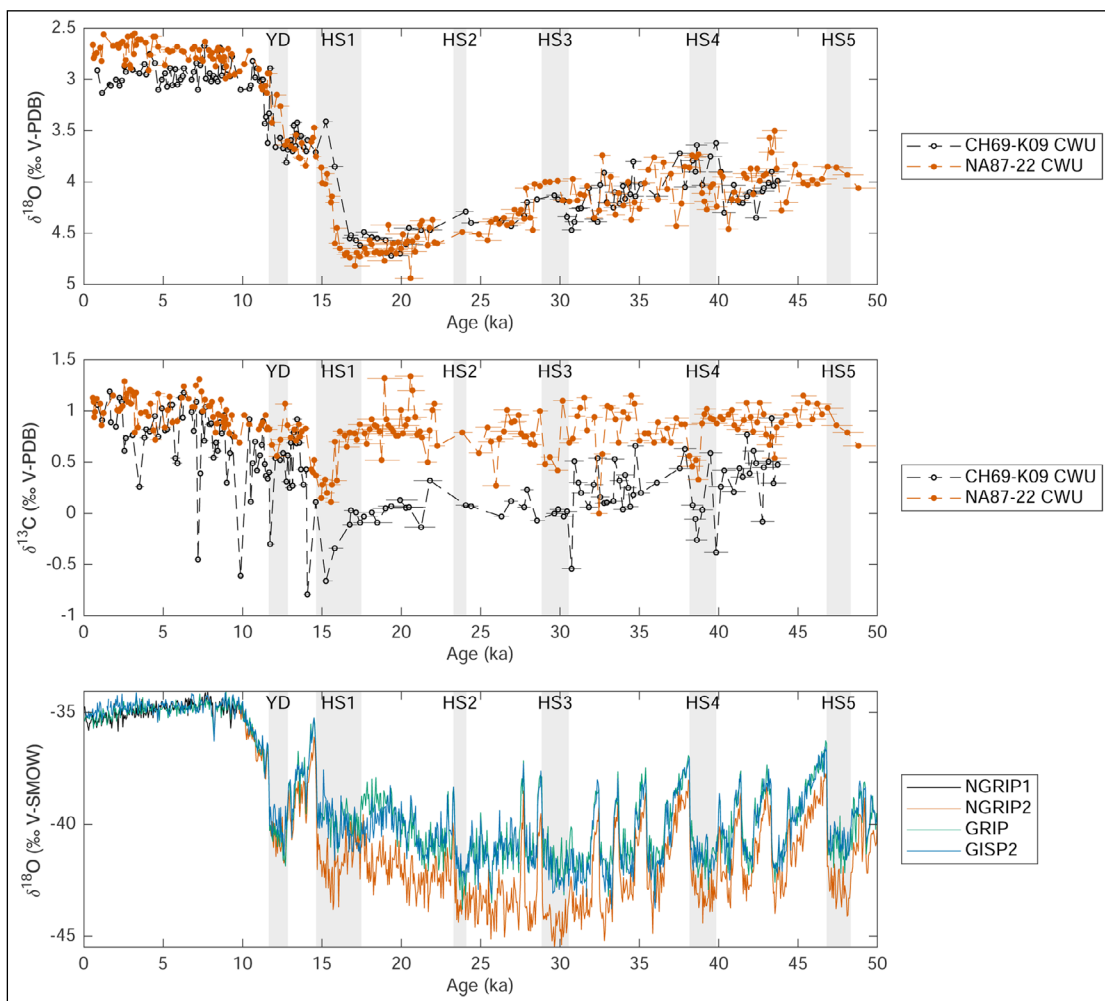 YD HS1 HS2 HS3 HS4 HS5
2.5
3
3.5
4
4.5
5
δ18O (‰ V-PDB)
0 5 10 15 20 25 30 35 40 45 50
Age (ka)
CH69-K09 CWU
NA87-22 CWU
YD HS1 HS2 HS3 HS4 HS5
1.5
1
0.5
0
-0.5
-1
δ13C (‰ V-PDB)
0 5 10 15 20 25 30 35 40 45 50
Age (ka)
CH69-K09 CWU
NA87-22 CWU
YD HS1 HS2 HS3 HS4 HS5
-35
-40
-45
δ18O (‰ V-SMOW)
0 5 10 15 20 25 30 35 40 45 50
Age (ka)
NGRIP1
NGRIP2
GRIP
GISP2